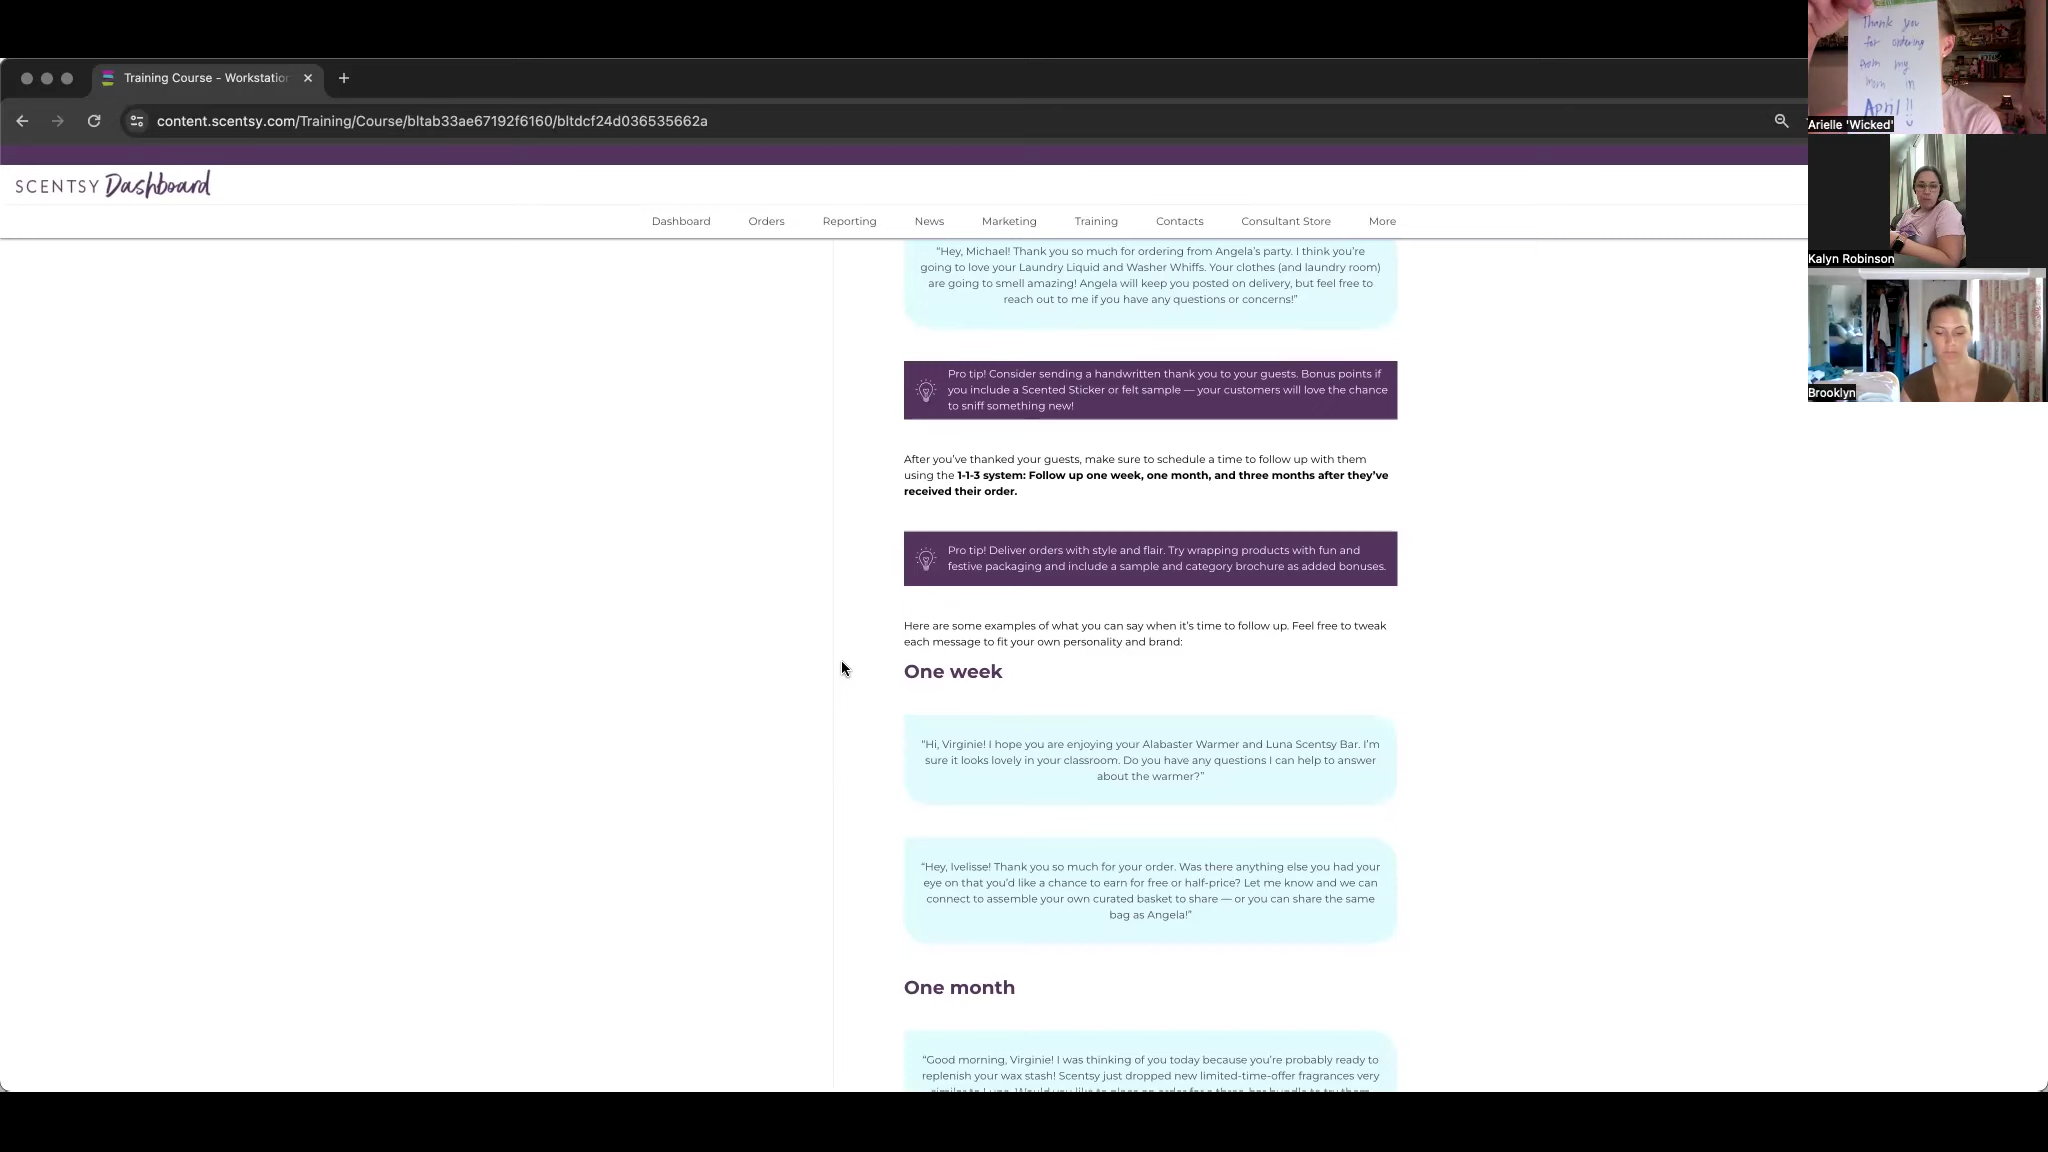 Training Course - Workstation
content.scentsy.com/Training/Course/bltab33ae67192f6160/bltdcf24d036535662a
SCENTSY Dashboard
Dashboard Orders Reporting News Marketing Training Contacts Consultant Store More
“Hey, Michael! Thank you so much for ordering from Angela’s party. I think you’re
going to love your Laundry Liquid and Washer Whiffs. Your clothes (and laundry room)
are going to smell amazing! Angela will keep you posted on delivery, but feel free to
reach out to me if you have any questions or concerns!”
Pro tip! Consider sending a handwritten thank you to your guests. Bonus points if
you include a Scented Sticker or felt sample — your customers will love the chance
to sniff something new!
After you’ve thanked your guests, make sure to schedule a time to follow up with them
using the 1-1-3 system: Follow up one week, one month, and three months after they’ve
received their order.
Pro tip! Deliver orders with style and flair. Try wrapping products with fun and
festive packaging and include a sample and category brochure as added bonuses.
Here are some examples of what you can say when it’s time to follow up. Feel free to tweak
each message to fit your own personality and brand:
One week
“Hi, Virginie! I hope you are enjoying your Alabaster Warmer and Luna Scentsy Bar. I’m
sure it looks lovely in your classroom. Do you have any questions I can help to answer
about the warmer?”
“Hey, Ivelisse! Thank you so much for your order. Was there anything else you had your
eye on that you’d like a chance to earn for free or half-price? Let me know and we can
connect to assemble your own curated basket to share — or you can share the same
bag as Angela!”
One month
“Good morning, Virginie! I was thinking of you today because you’re probably ready to
replenish your wax stash! Scentsy just dropped new limited-time-offer fragrances very
Thank you
for ordering
from my
mom in
April !!
Arielle 'Wicked'
Kalyn Robinson
Brooklyn